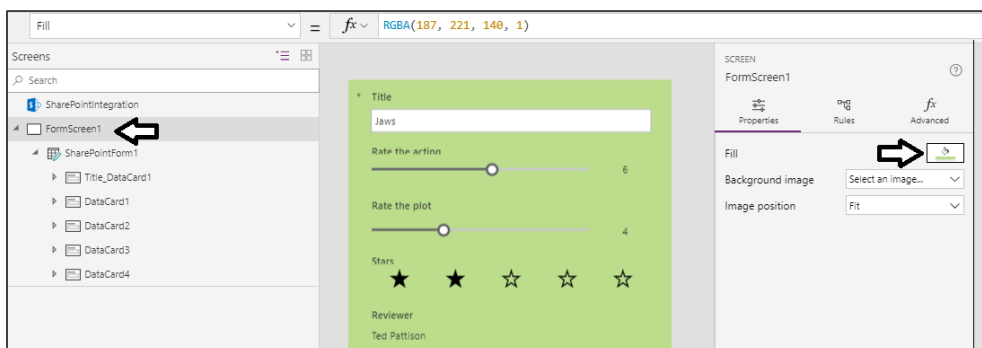 Fill = fx RGBA(187, 221, 140, 1)
Screens
Search
SharePointIntegration
FormScreen1
SharePointForm1
Title_DataCard1
DataCard1
DataCard2
DataCard3
DataCard4
* Title
Jaws
Rate the acting
6
Rate the plot
4
Stars
Reviewer
Ted Pattison
SCREEN
FormScreen1
Properties Rules fx Advanced
Fill
Background image Select an image...
Image position Fit